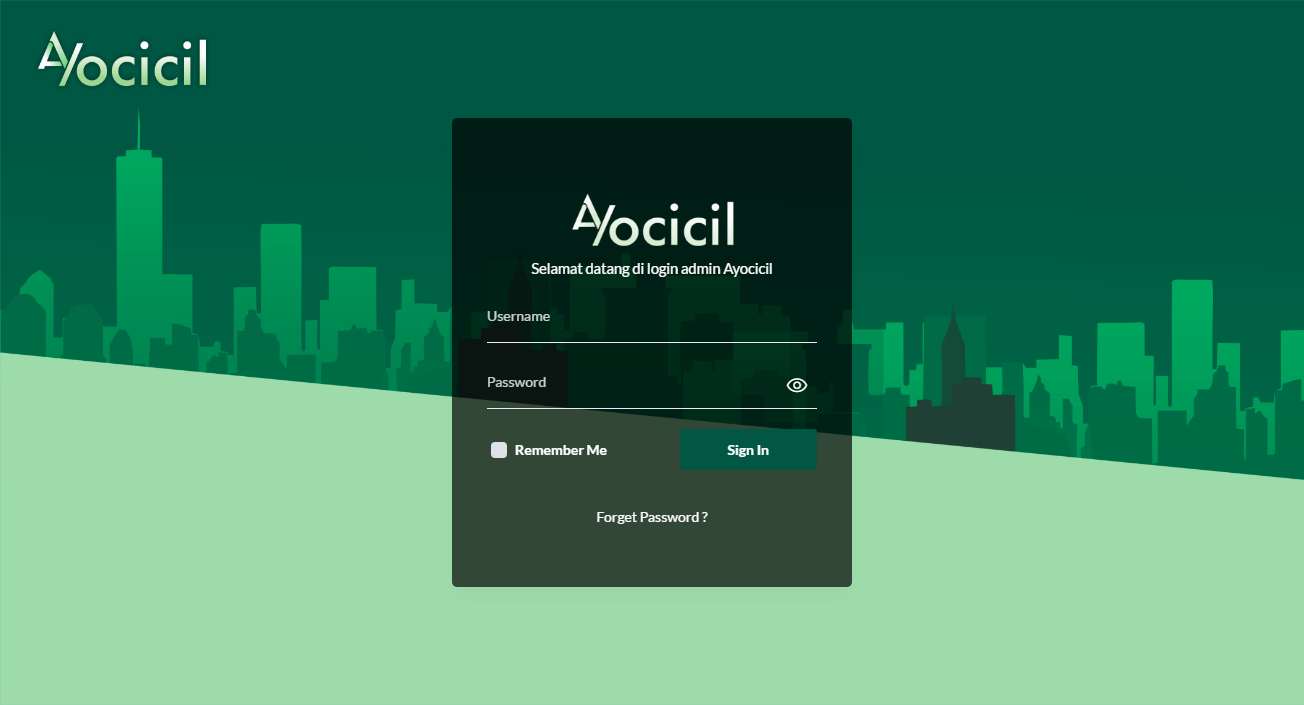 Ayocicil
Ayocicil
Selamat datang di login admin Ayocicil
Username
Password
Remember Me
Sign In
Forget Password ?